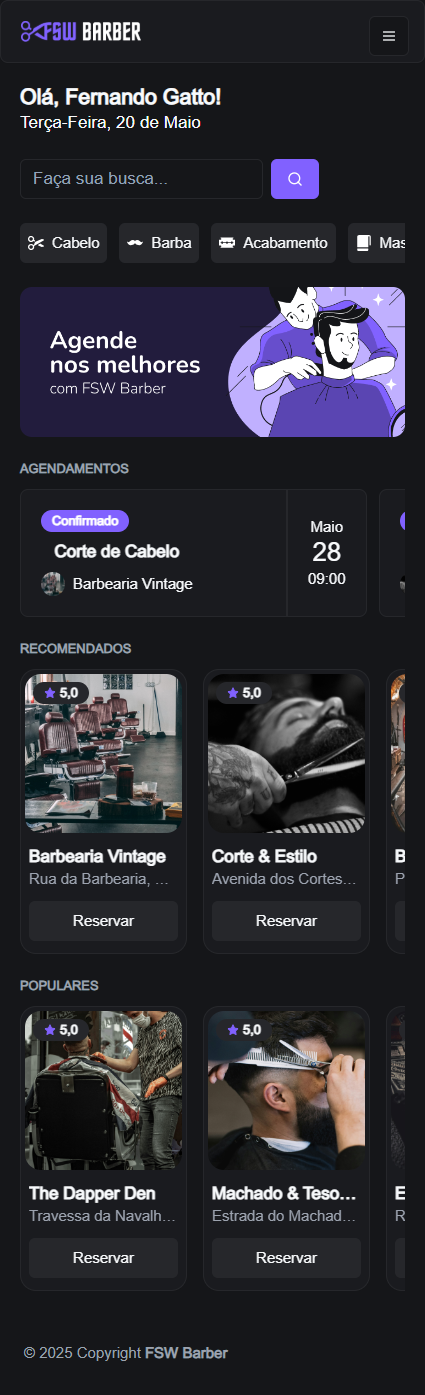 FSW BARBER
Olá, Fernando Gatto!
Terça-Feira, 20 de Maio
Faça sua busca...
Cabelo Barba Acabamento Mas
Agende
nos melhores
com FSW Barber
AGENDAMENTOS
Confirmado
Corte de Cabelo
Barbearia Vintage
Maio
28
09:00
RECOMENDADOS
5,0
Barbearia Vintage
Rua da Barbearia, ...
Reservar
5,0
Corte & Estilo
Avenida dos Cortes...
Reservar
B
P
POPULARES
5,0
The Dapper Den
Travessa da Navalh...
Reservar
5,0
Machado & Teso...
Estrada do Machad...
Reservar
E
R
© 2025 Copyright FSW Barber